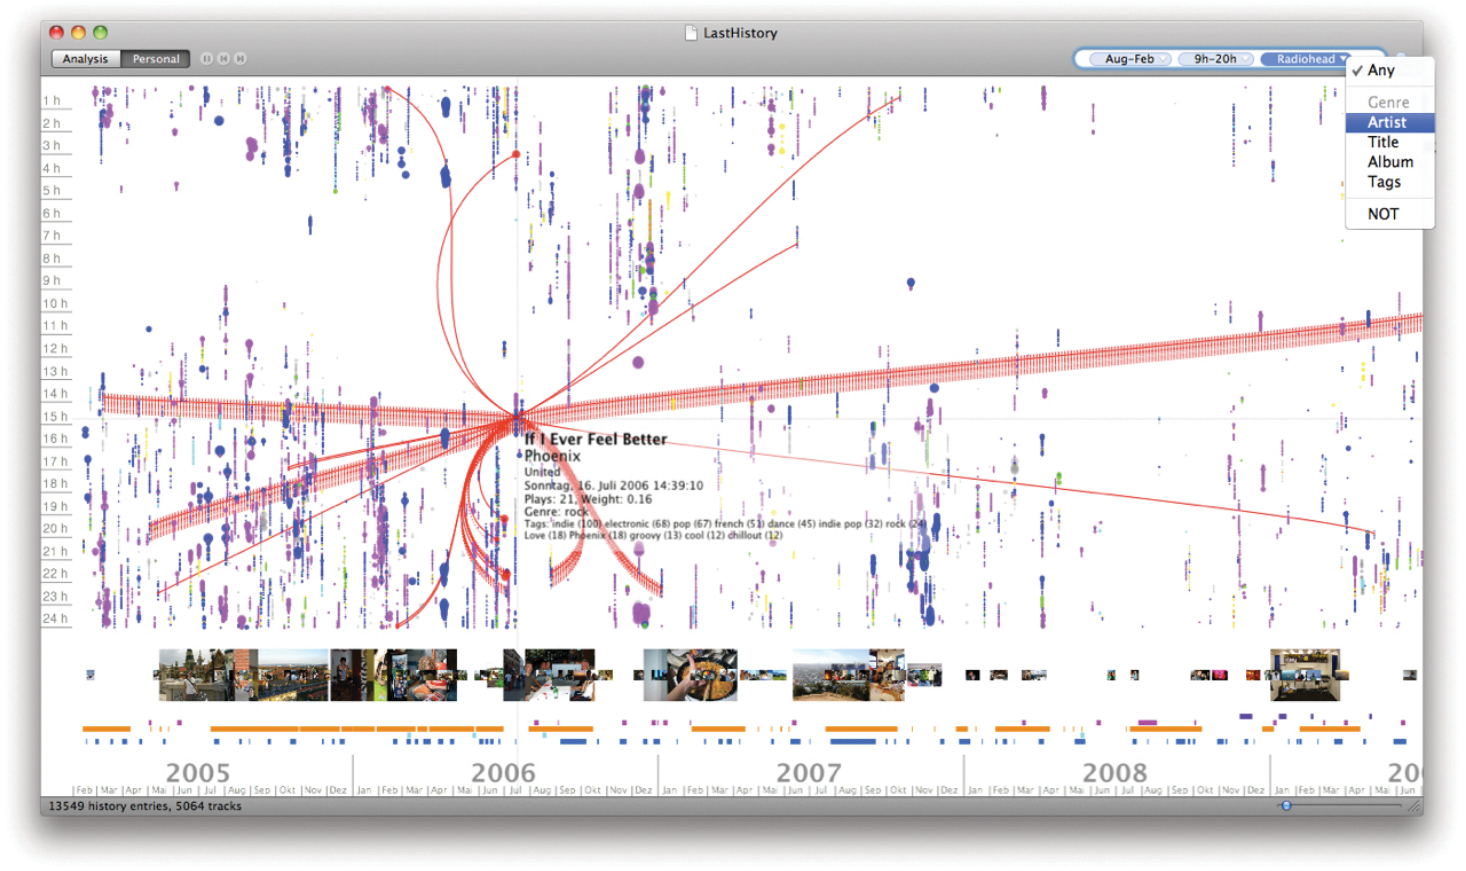 LastHistory
Analysis Personal
Aug-Feb 9h-20h Radiohead
✓ Any
Genre
Artist
Title
Album
Tags
NOT
1 h
2 h
3 h
4 h
5 h
6 h
7 h
8 h
9 h
10 h
11 h
12 h
13 h
14 h
15 h
16 h
17 h
18 h
19 h
20 h
21 h
22 h
23 h
24 h
If I Ever Feel Better
Phoenix
United
Sonntag, 16. Juli 2006 14:39:10
Plays: 21, Weight: 0.16
Genre: rock
Tags: indie (100) electronic (68) pop (67) french (51) dance (45) indie pop (32) rock (24)
Love (18) Phoenix (18) groovy (13) cool (12) chillout (12)
2005 2006 2007 2008 200
Feb Mar Apr Mai Jun Jul Aug Sep Okt Nov Dez Jan Feb Mar Apr Mai Jun Jul Aug Sep Okt Nov Dez Jan Feb Mar Apr Mai Jun Jul Aug Sep Okt Nov Dez Jan Feb Mar Apr Mai Jun Jul Aug Sep Okt Nov Dez Jan Feb Mar Apr Mai Jun
13549 history entries, 5064 tracks